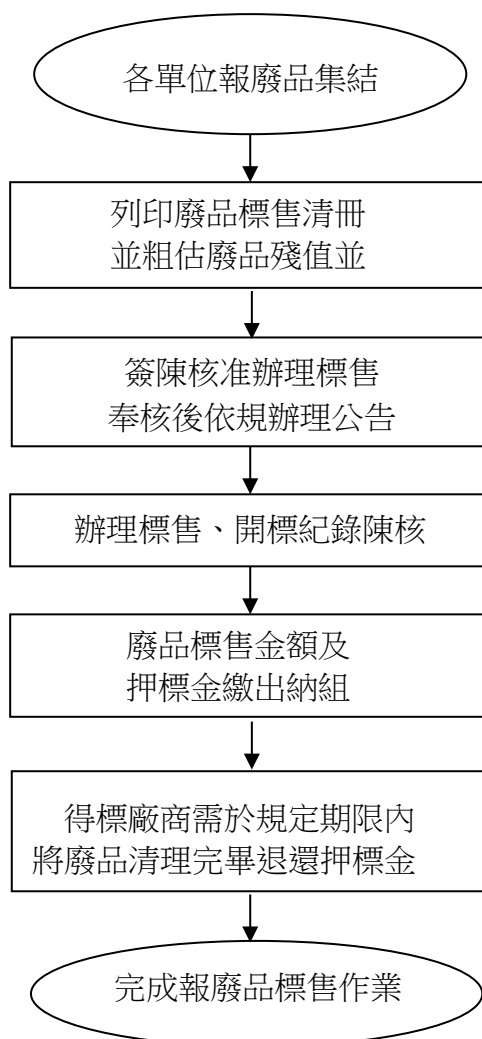 各單位報廢品集結
列印廢品標售清冊
並粗估廢品殘值並
簽陳核准辦理標售
奉核後依規辦理公告
辦理標售、開標紀錄陳核
廢品標售金額及
押標金繳出納組
得標廠商需於規定期限內
將廢品清理完畢退還押標金
完成報廢品標售作業